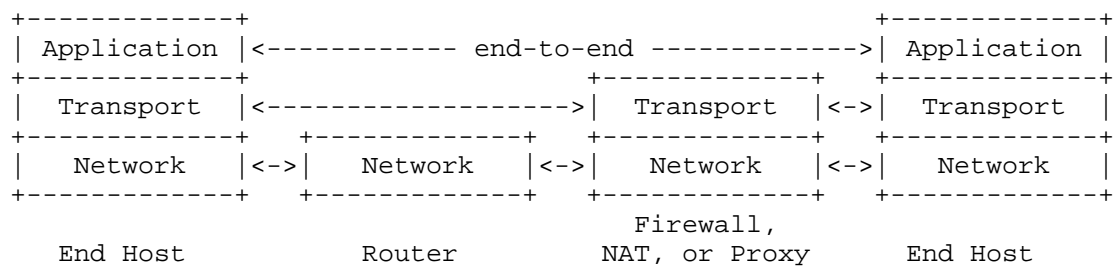 Application <------------ end-to-end -------------> Application
Transport <--------------------> Transport <-> Transport
Network <-> Network <-> Network <-> Network
Firewall,
End Host Router NAT, or Proxy End Host